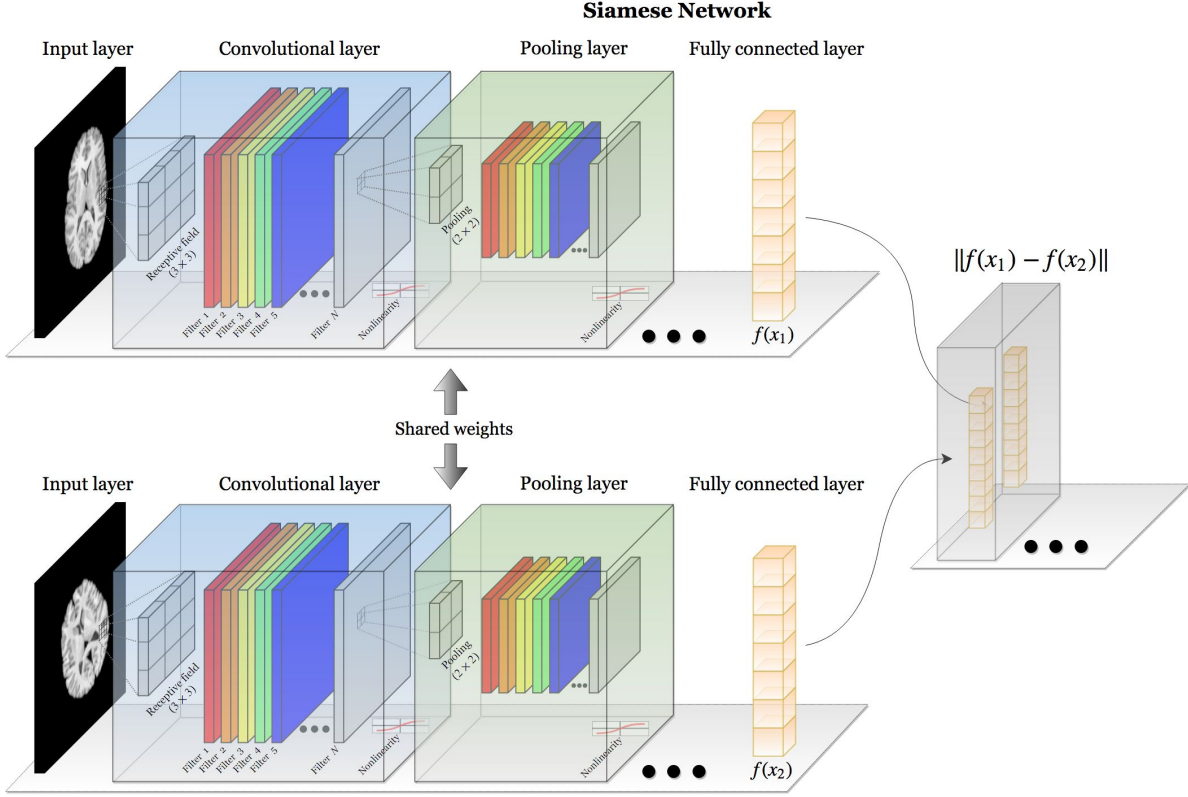 Siamese Network
Input layer
Convolutional layer
Pooling layer
Fully connected layer
Receptive field
(3 × 3)
Filter 1
Filter 2
Filter 3
Filter 4
Filter 5
Filter N
Nonlinearity
Pooling
(2 × 2)
Nonlinearity
f(x₁)
‖f(x₁) − f(x₂)‖
Shared weights
Input layer
Convolutional layer
Pooling layer
Fully connected layer
Receptive field
(3 × 3)
Filter 1
Filter 2
Filter 3
Filter 4
Filter 5
Filter N
Nonlinearity
Pooling
(2 × 2)
Nonlinearity
f(x₂)